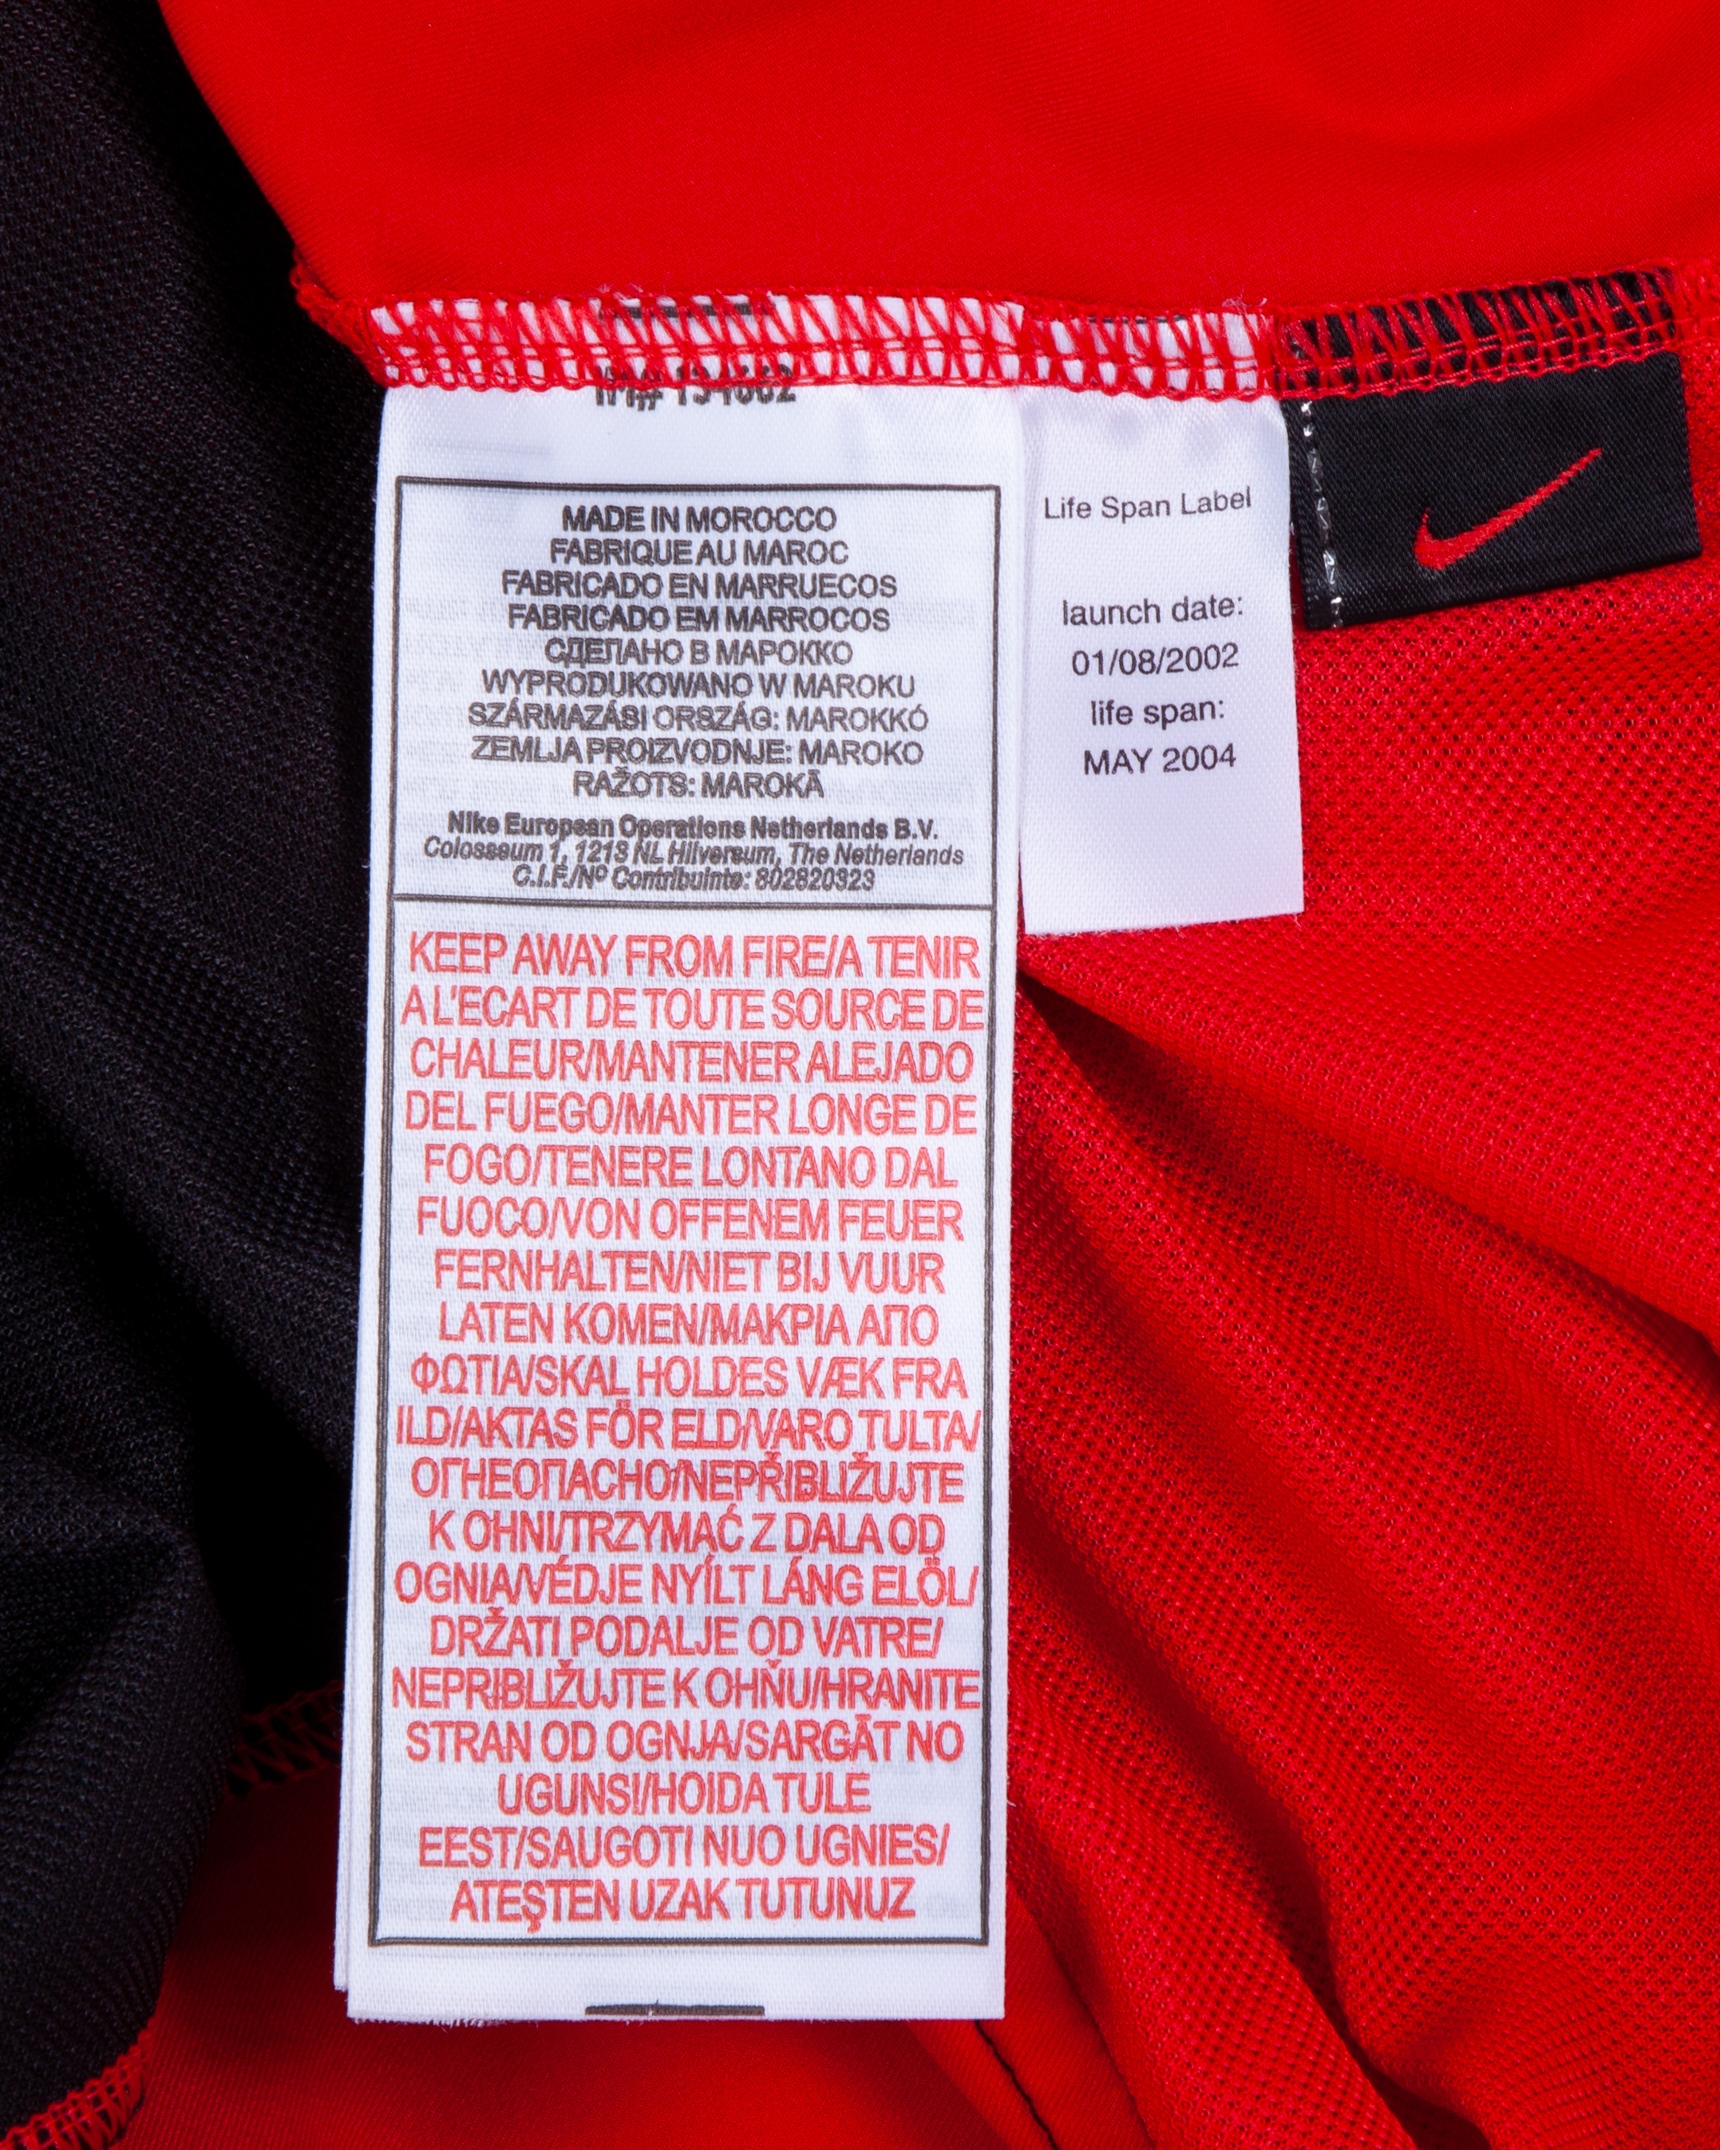 MADE IN MOROCCO
FABRIQUE AU MAROC
FABRICADO EN MARRUECOS
FABRICADO EM MARROCOS
СДЕПАНО В МАРОККО
WYPRODUKOWANO W MAROKU
SZÁRMAZÁSI ORSZÁG: MAROKKÓ
ZEMLJA PROIZVODNJE: MAROKO
RAŽOTS: MAROKĀ
Nike European Operations Netherlands B.V.
Colosseum 1, 1213 NL Hilversum, The Netherlands
C.I.F./Nº Contribuinte: 802820323
KEEP AWAY FROM FIRE/A TENIR
A L'ECART DE TOUTE SOURCE DE
CHALEUR/MANTENER ALEJADO
DEL FUEGO/MANTER LONGE DE
FOGO/TENERE LONTANO DAL
FUOCO/VON OFFENEM FEUER
FERNHALTEN/NIET BIJ VUUR
LATEN KOMEN/ΜΑΚΡΙΑ ΑΠΟ
ΦΩΤΙΑ/SKAL HOLDES VÆK FRA
ILD/AKTAS FÖR ELD/VARO TULTA/
ОГНЕОПАСНО/NEPŘIBLIŽUJTE
K OHNI/TRZYMAĆ Z DALA OD
OGNIA/VÉDJE NYÍLT LÁNG ELÖL/
DRŽATI PODALJE OD VATRE/
NEPRIBLIŽUJTE K OHŇU/HRANITE
STRAN OD OGNJA/SARGĀT NO
UGUNSI/HOIDA TULE
EEST/SAUGOTI NUO UGNIES/
ATEŞTEN UZAK TUTUNUZ
Life Span Label
launch date:
01/08/2002
life span:
MAY 2004